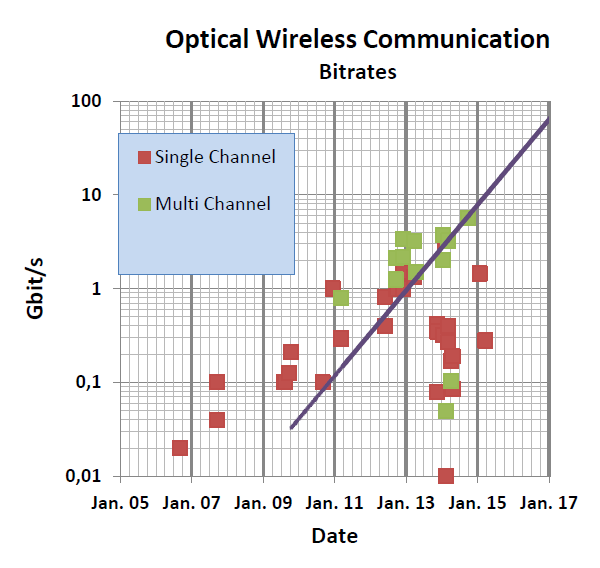 Optical Wireless Communication
Bitrates
100
10
1
0,1
0,01
Gbit/s
Single Channel
Multi Channel
Jan. 05 Jan. 07 Jan. 09 Jan. 11 Jan. 13 Jan. 15 Jan. 17
Date